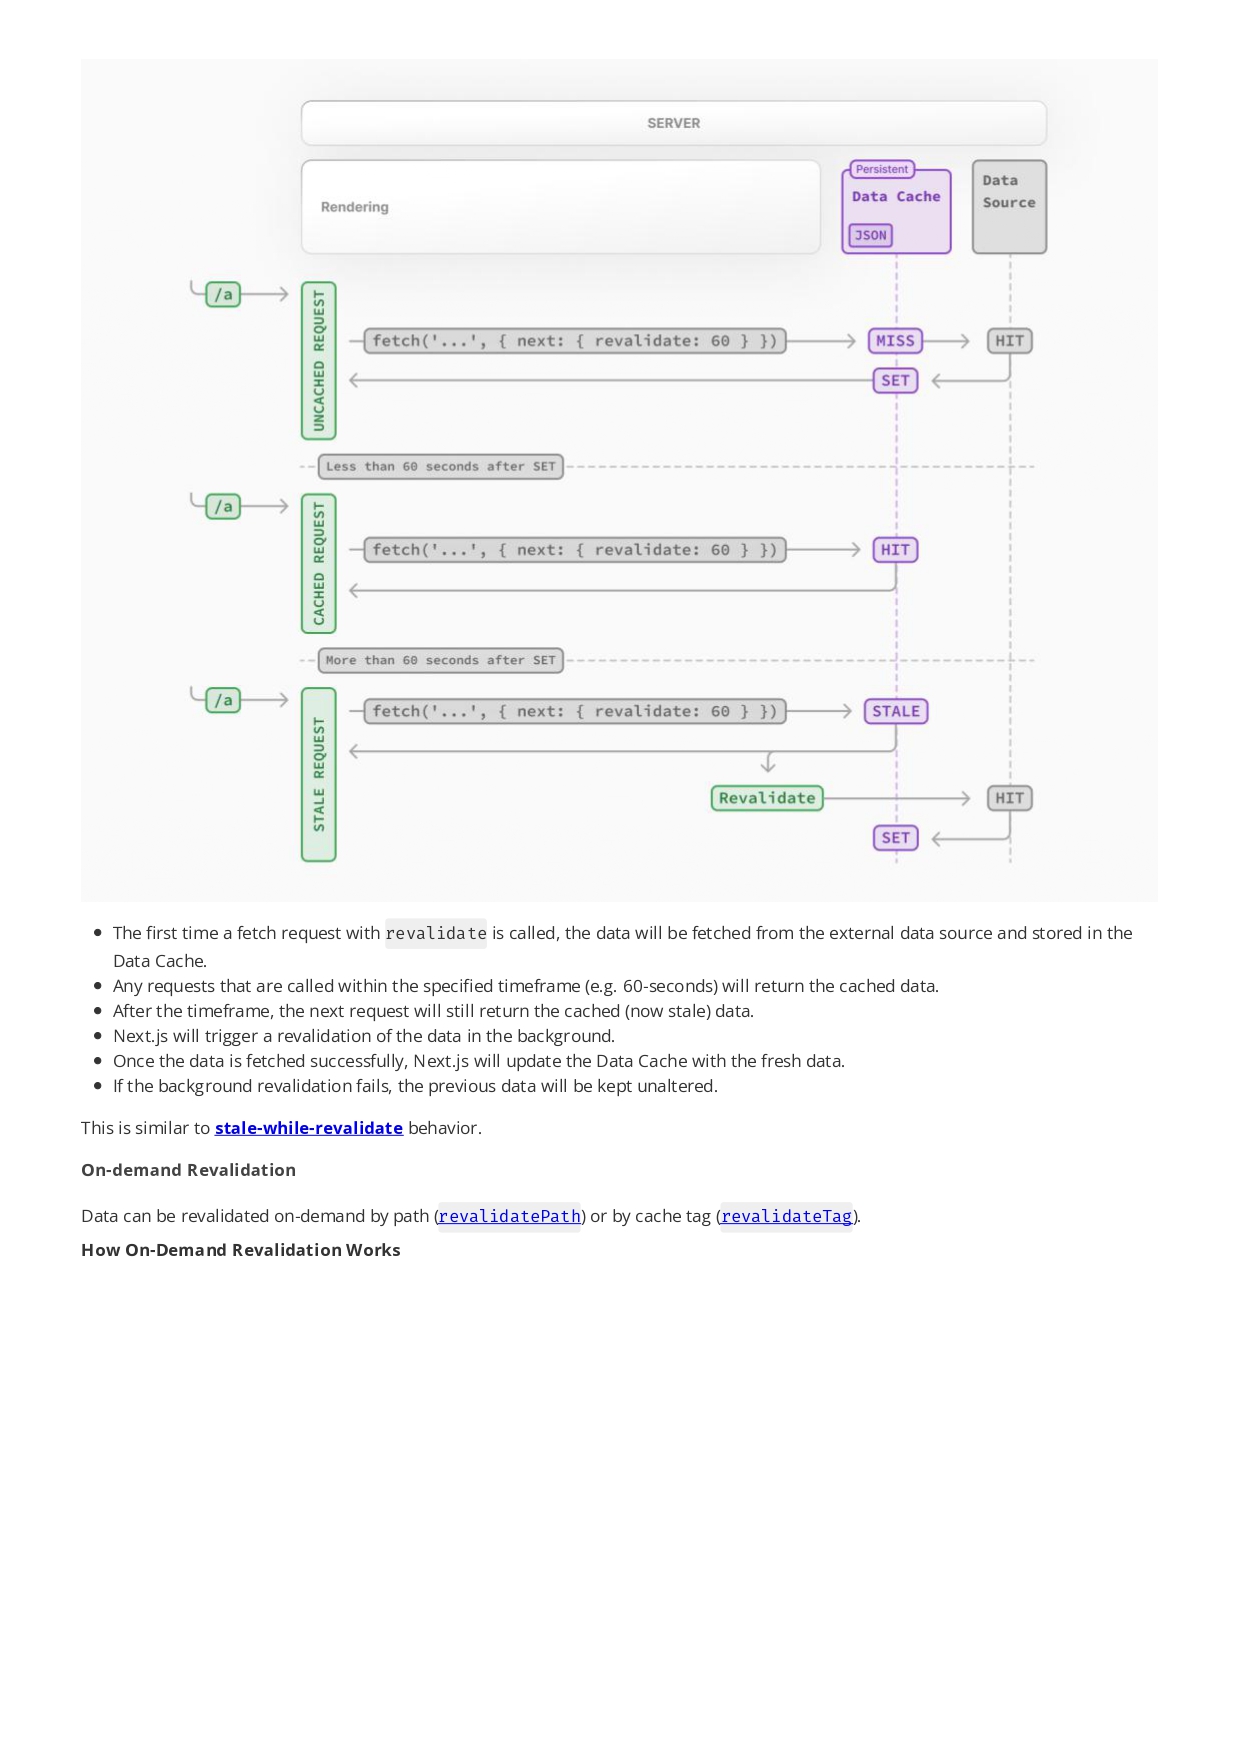 SERVER
Rendering
Persistent
Data Cache
JSON
Data
Source
/a
UNCACHED REQUEST
fetch('...', { next: { revalidate: 60 } })
MISS
HIT
SET
Less than 60 seconds after SET
/a
CACHED REQUEST
fetch('...', { next: { revalidate: 60 } })
HIT
More than 60 seconds after SET
/a
STALE REQUEST
fetch('...', { next: { revalidate: 60 } })
STALE
Revalidate
HIT
SET
• The first time a fetch request with revalidate is called, the data will be fetched from the external data source and stored in the
Data Cache.
• Any requests that are called within the specified timeframe (e.g. 60-seconds) will return the cached data.
• After the timeframe, the next request will still return the cached (now stale) data.
• Next.js will trigger a revalidation of the data in the background.
• Once the data is fetched successfully, Next.js will update the Data Cache with the fresh data.
• If the background revalidation fails, the previous data will be kept unaltered.
This is similar to stale-while-revalidate behavior.
On-demand Revalidation
Data can be revalidated on-demand by path (revalidatePath) or by cache tag (revalidateTag).
How On-Demand Revalidation Works